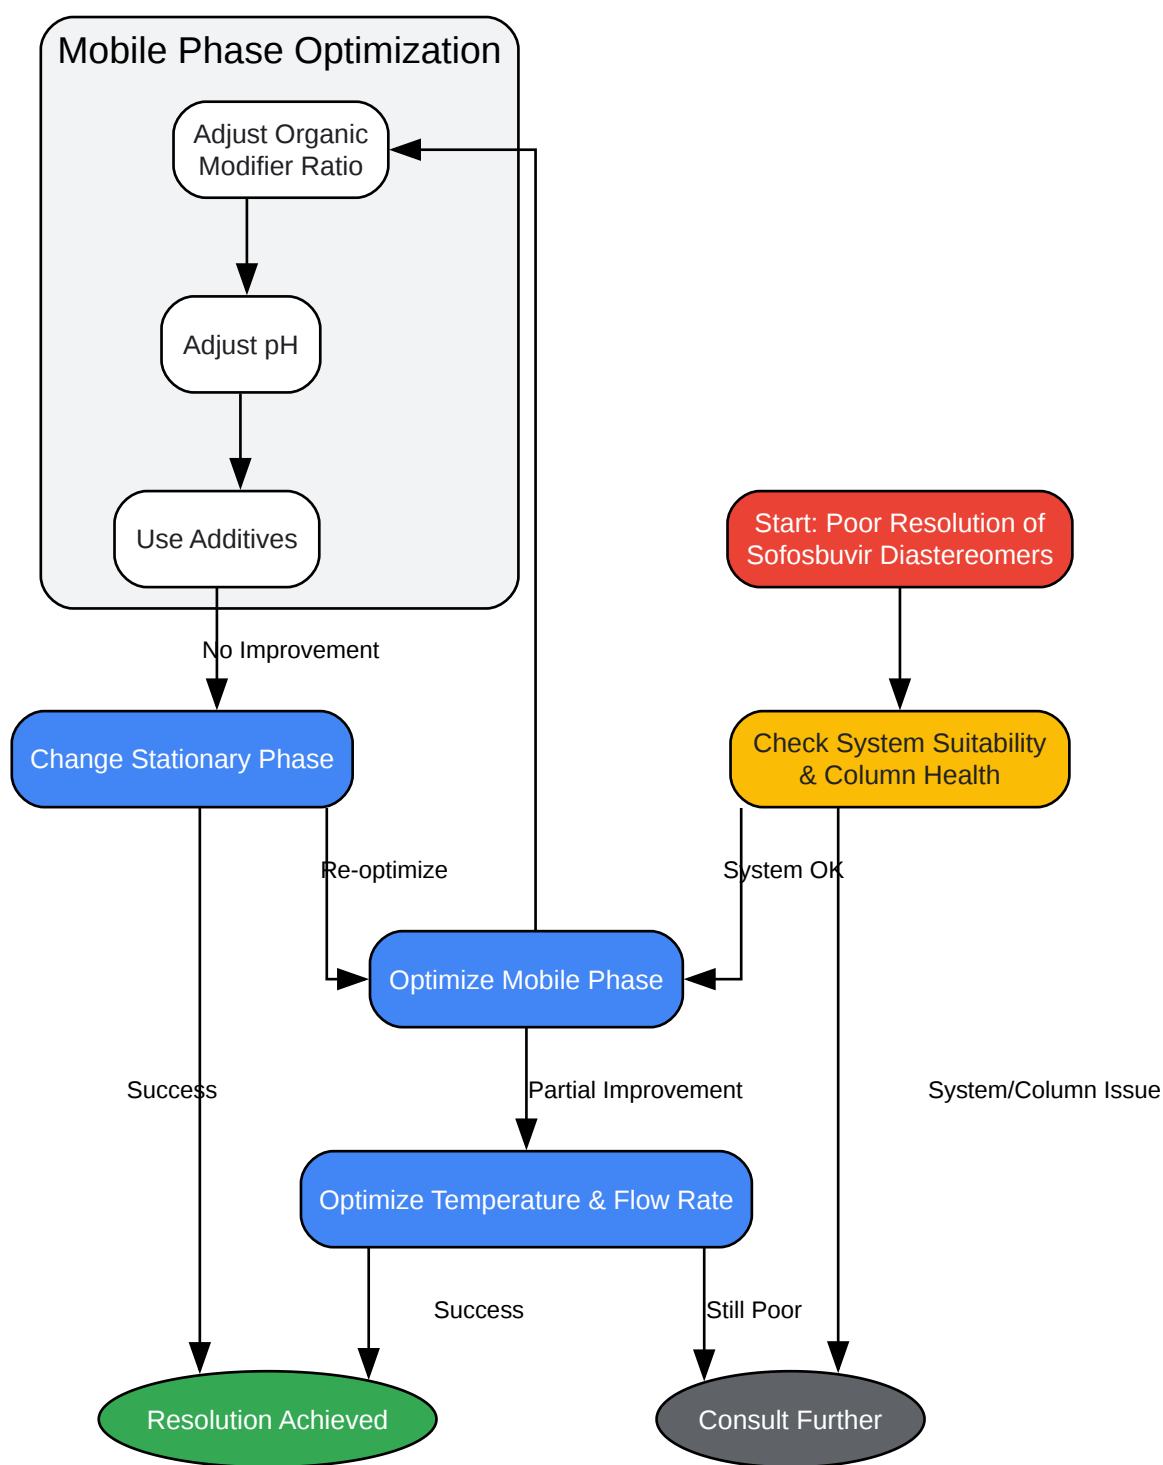 Mobile Phase Optimization
Adjust Organic
Modifier Ratio
Adjust pH
Use Additives
Start: Poor Resolution of
Sofosbuvir Diastereomers
No Improvement
Change Stationary Phase
Check System Suitability
& Column Health
Re-optimize
System OK
Optimize Mobile Phase
Success
Partial Improvement
System/Column Issue
Optimize Temperature & Flow Rate
Success
Still Poor
Resolution Achieved
Consult Further